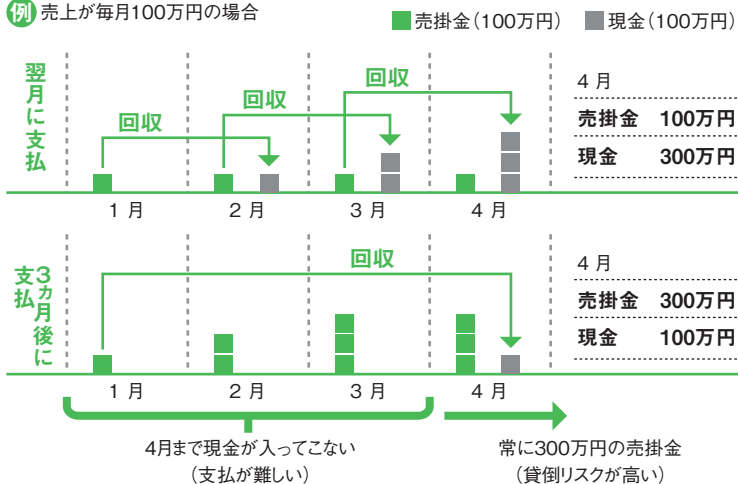 例 売上が毎月100万円の場合
売掛金(100万円) 現金(100万円)
翌月に支払
回収
回収
回収
1月
2月
3月
4月
4月
売掛金 100万円
現金 300万円
3ヵ月後に
支払
回収
1月
2月
3月
4月
4月
売掛金 300万円
現金 100万円
4月まで現金が入ってこない
(支払が難しい)
常に300万円の売掛金
(貸倒リスクが高い)